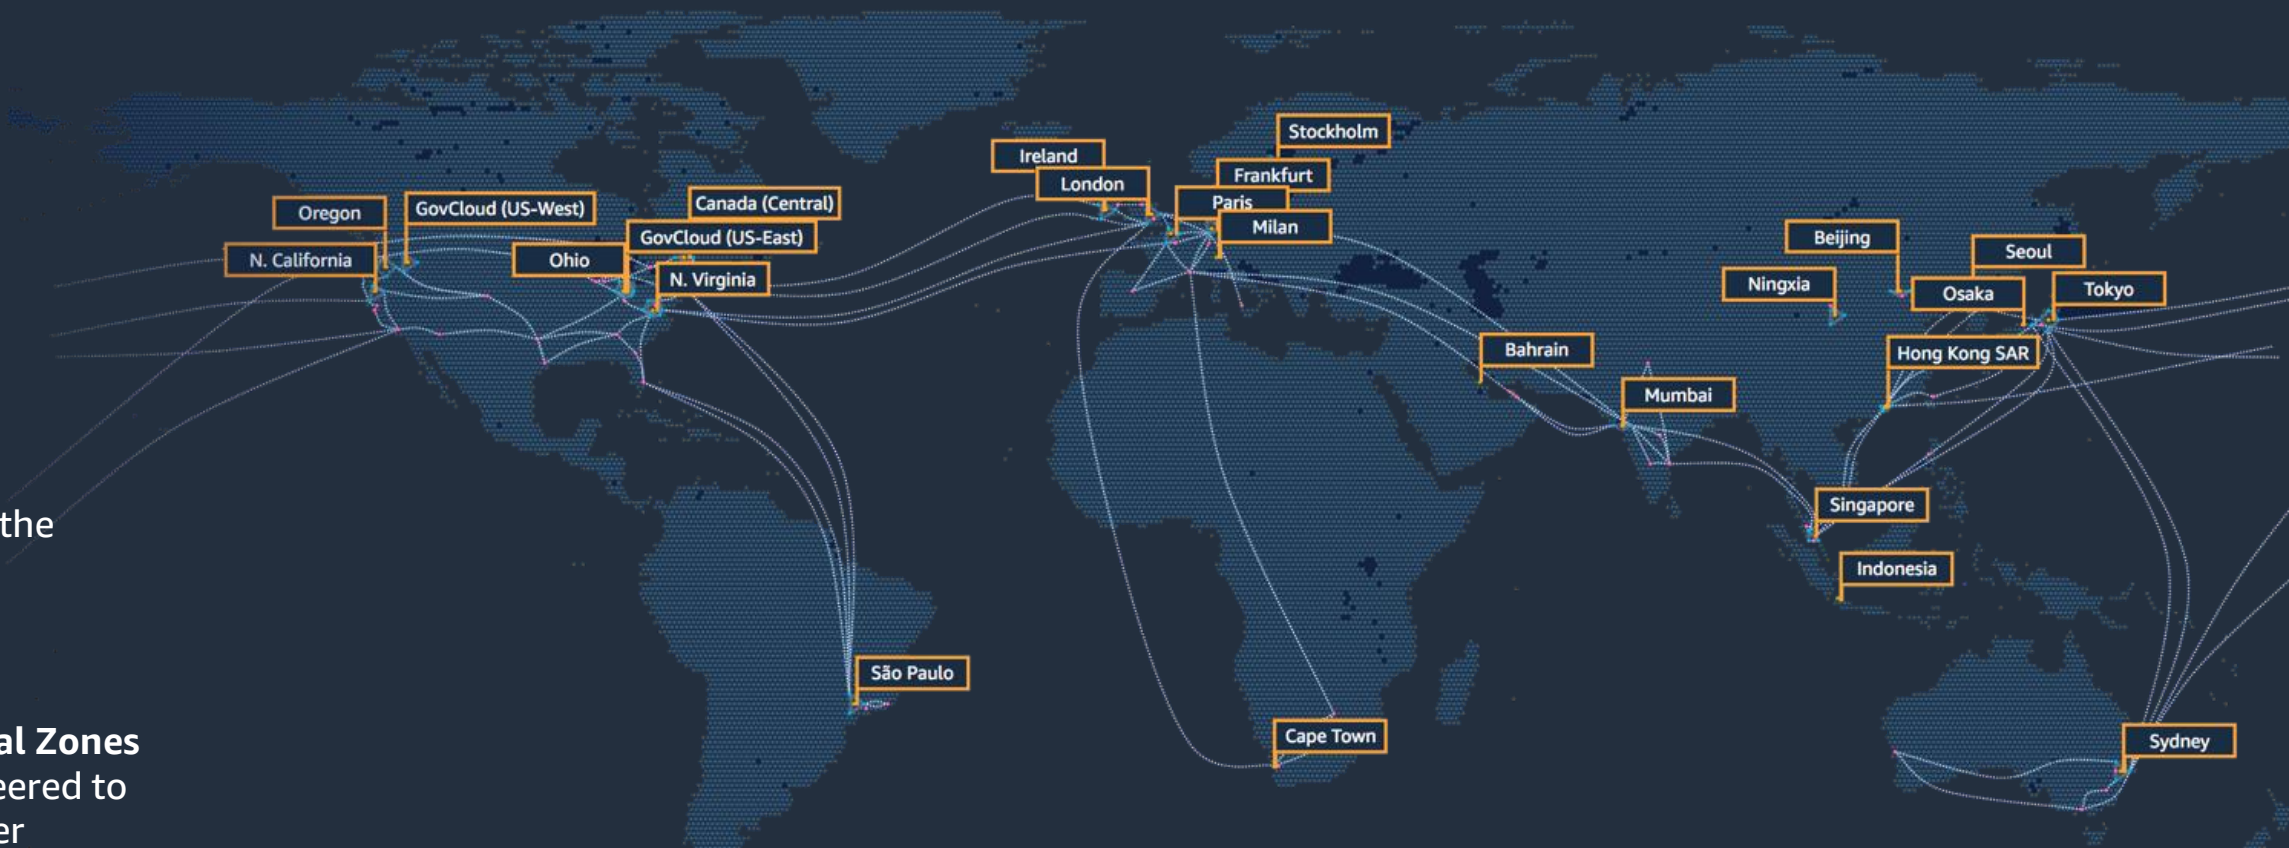 Stockholm
Ireland
Frankfurt
London
Paris
Milan
Oregon
GovCloud (US-West)
Canada (Central)
GovCloud (US-East)
N. California
Ohio
N. Virginia
Beijing
Seoul
Ningxia
Osaka
Tokyo
Bahrain
Hong Kong SAR
Mumbai
Singapore
the
Indonesia
São Paulo
Cape Town
Sydney
al Zones
eered to
er